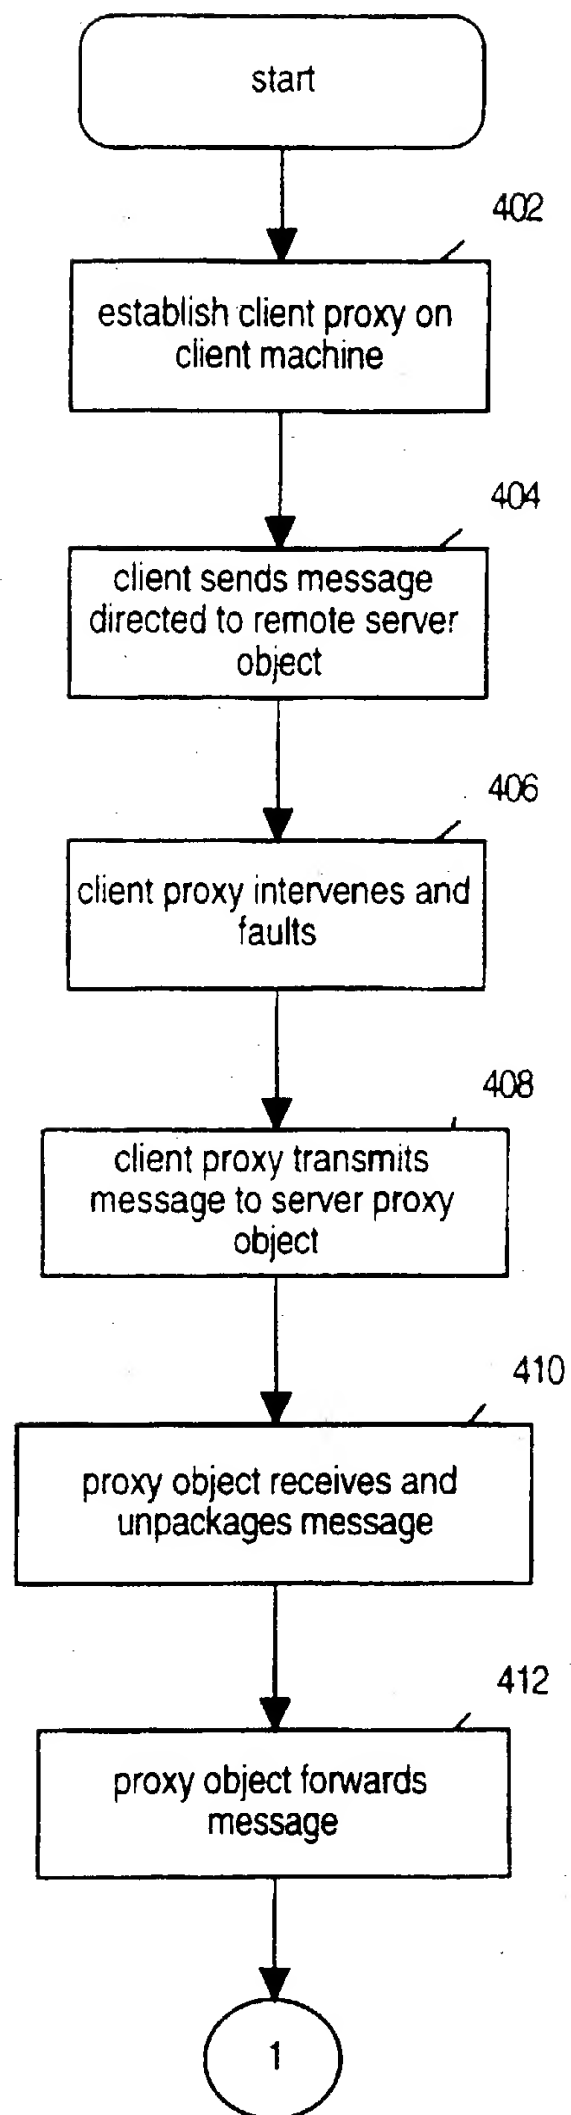 start
402
establish client proxy on
client machine
404
client sends message
directed to remote server
object
406
client proxy intervenes and
faults
408
client proxy transmits
message to server proxy
object
410
proxy object receives and
unpackages message
412
proxy object forwards
message
1